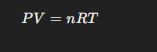 PV = nRT